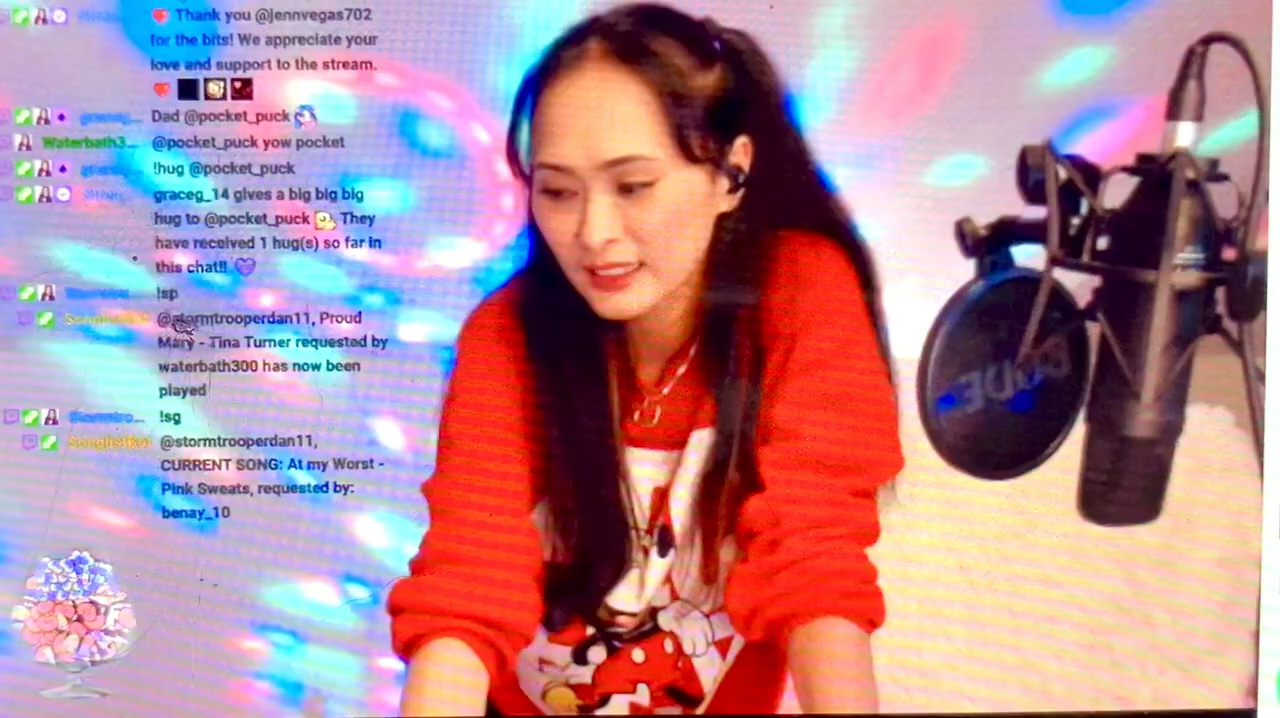 Thank you @jennvegas702
for the bits! We appreciate your
love and support to the stream.
Dad @pocket_puck
Waterbath3... @pocket_puck yow pocket
!hug @pocket_puck
graceg_14 gives a big big big
hug to @pocket_puck They
have received 1 hug(s) so far in
this chat!!
!sp
@stormtrooperdan11, Proud
Mary - Tina Turner requested by
waterbath300 has now been
played
Stormtro... !sg
SonglistBot @stormtrooperdan11,
CURRENT SONG: At my Worst -
Pink Sweats, requested by:
benay_10